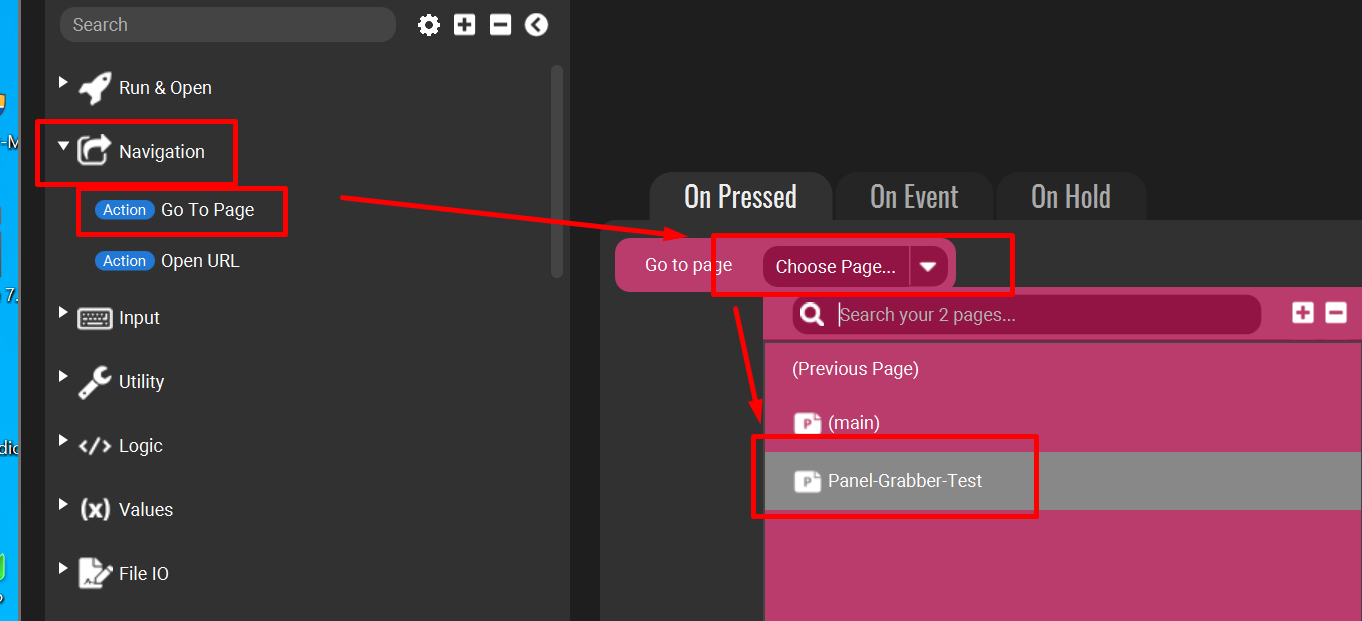 Search
Run & Open
Navigation
Action Go To Page
Action Open URL
Input
Utility
Logic
Values
File IO
On Pressed
On Event
On Hold
Go to page
Choose Page...
Search your 2 pages...
(Previous Page)
P (main)
P Panel-Grabber-Test
-M
7.
dic